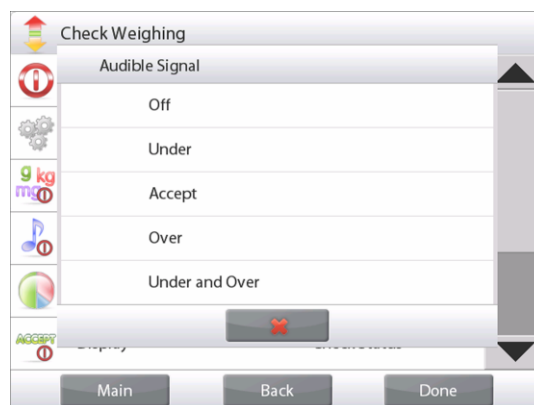 Check Weighing
Audible Signal
Off
Under
g kg
mg
Accept
Over
Under and Over
ACCEPT
Main
Back
Done